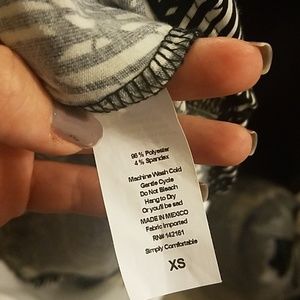 96% Polyester
4% Spandex
Machine Wash Cold
Gentle Cycle
Do Not Bleach
Hang to Dry
Or you'll be sad
MADE IN MEXICO
Fabric Imported
RN# 142161
Simply Comfortable
XS